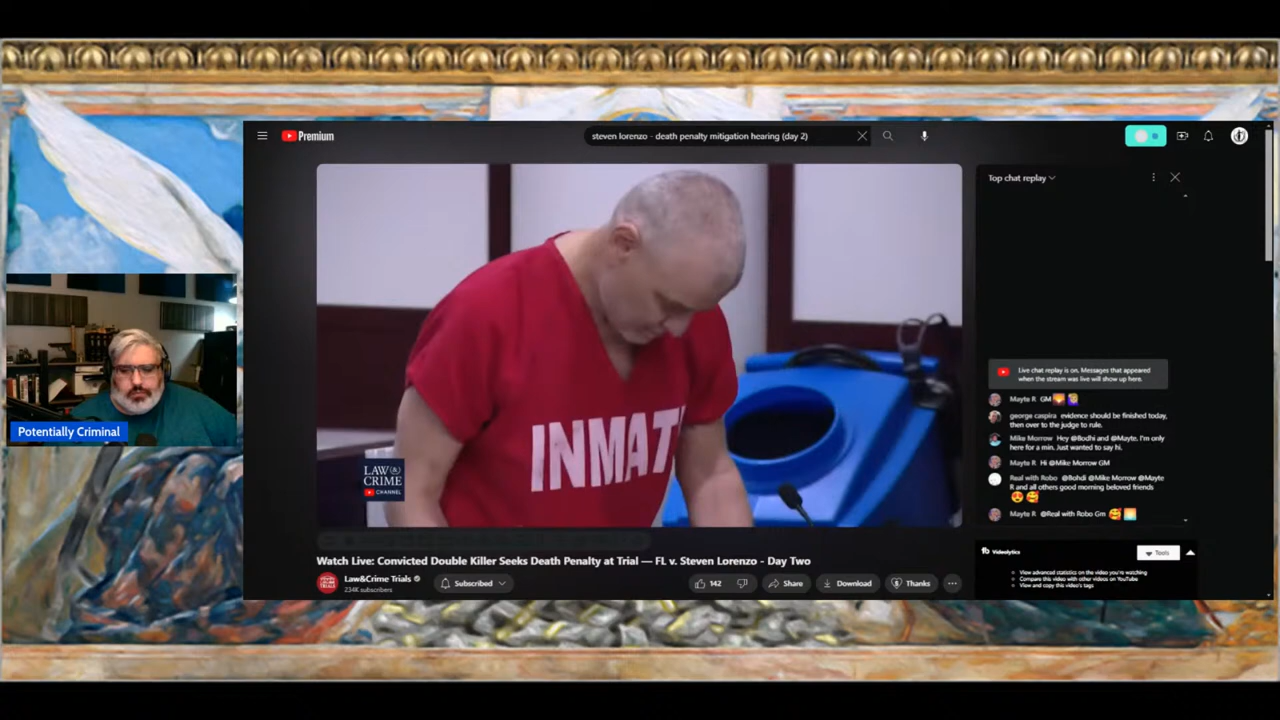 Premium
steven lorenzo - death penalty mitigation hearing (day 2)
Top chat replay
INMAT
LAW&
CRIME
CHANNEL
Live chat replay is on. Messages that appeared
when the stream was live will show up here.
Mayte R GM
george caspira evidence should be finished today,
then over to the judge to rule.
Mike Morrow Hey @Bodhi and @Mayte. I'm only
here for a min. Just wanted to say hi.
Mayte R Hi @Mike Morrow GM
Real with Robo @Bohdi @Mike Morrow @Mayte
R and all others good morning beloved friends
Mayte R @Real with Robo Gm
Potentially Criminal
Videolytics
Tools
View advanced statistics on the video you're watching
Compare this video with other videos on YouTube
View and copy this video's tags
Watch Live: Convicted Double Killer Seeks Death Penalty at Trial — FL v. Steven Lorenzo - Day Two
Law&Crime Trials
234K subscribers
Subscribed
142
Share
Download
Thanks